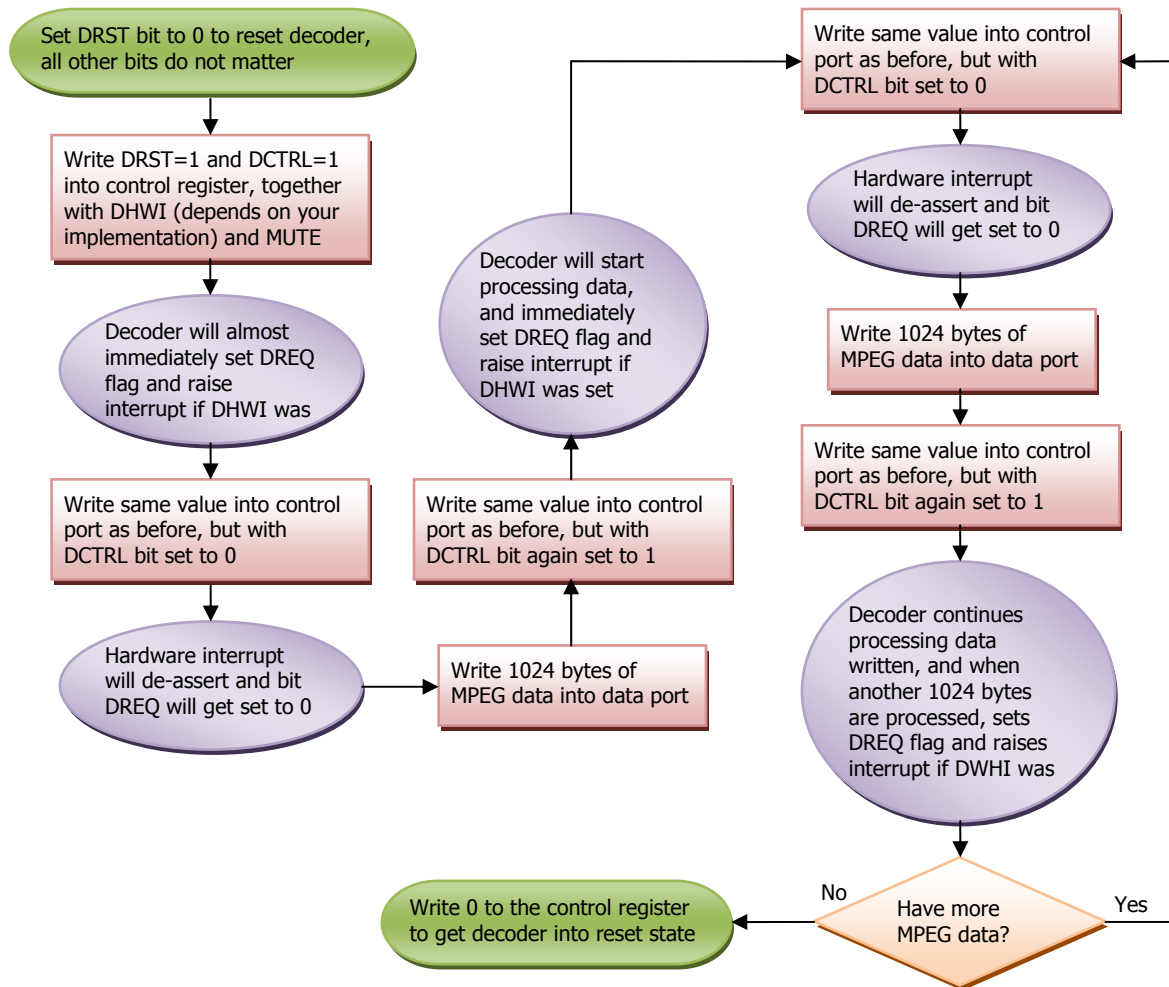 Set DRST bit to 0 to reset decoder,
all other bits do not matter
Write DRST=1 and DCTRL=1
into control register, together
with DHWI (depends on your
implementation) and MUTE
Decoder will almost
immediately set DREQ
flag and raise
interrupt if DHWI was
Write same value into control
port as before, but with
DCTRL bit set to 0
Hardware interrupt
will de-assert and bit
DREQ will get set to 0
Write 1024 bytes of
MPEG data into data port
Write same value into control
port as before, but with
DCTRL bit again set to 1
Decoder will start
processing data,
and immediately
set DREQ flag and
raise interrupt if
DHWI was set
Write same value into control
port as before, but with
DCTRL bit set to 0
Hardware interrupt
will de-assert and bit
DREQ will get set to 0
Write 1024 bytes of
MPEG data into data port
Write same value into control
port as before, but with
DCTRL bit again set to 1
Decoder continues
processing data
written, and when
another 1024 bytes
are processed, sets
DREQ flag and raises
interrupt if DWHI was
Have more
MPEG data?
Yes
No
Write 0 to the control register
to get decoder into reset state